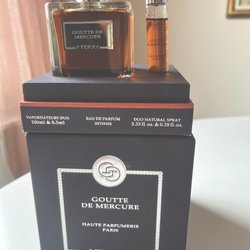 GOUTTE
DE MERCURE
VAPORISATEURS DUO
100ml & 8.5ml
EAU DE PARFUM
INTENSE
DUO NATURAL SPRAY
3.33 fl. oz & 0.28 fl. oz.
GOUTTE
DE MERCURE
HAUTE PARFUMERIE
PARIS